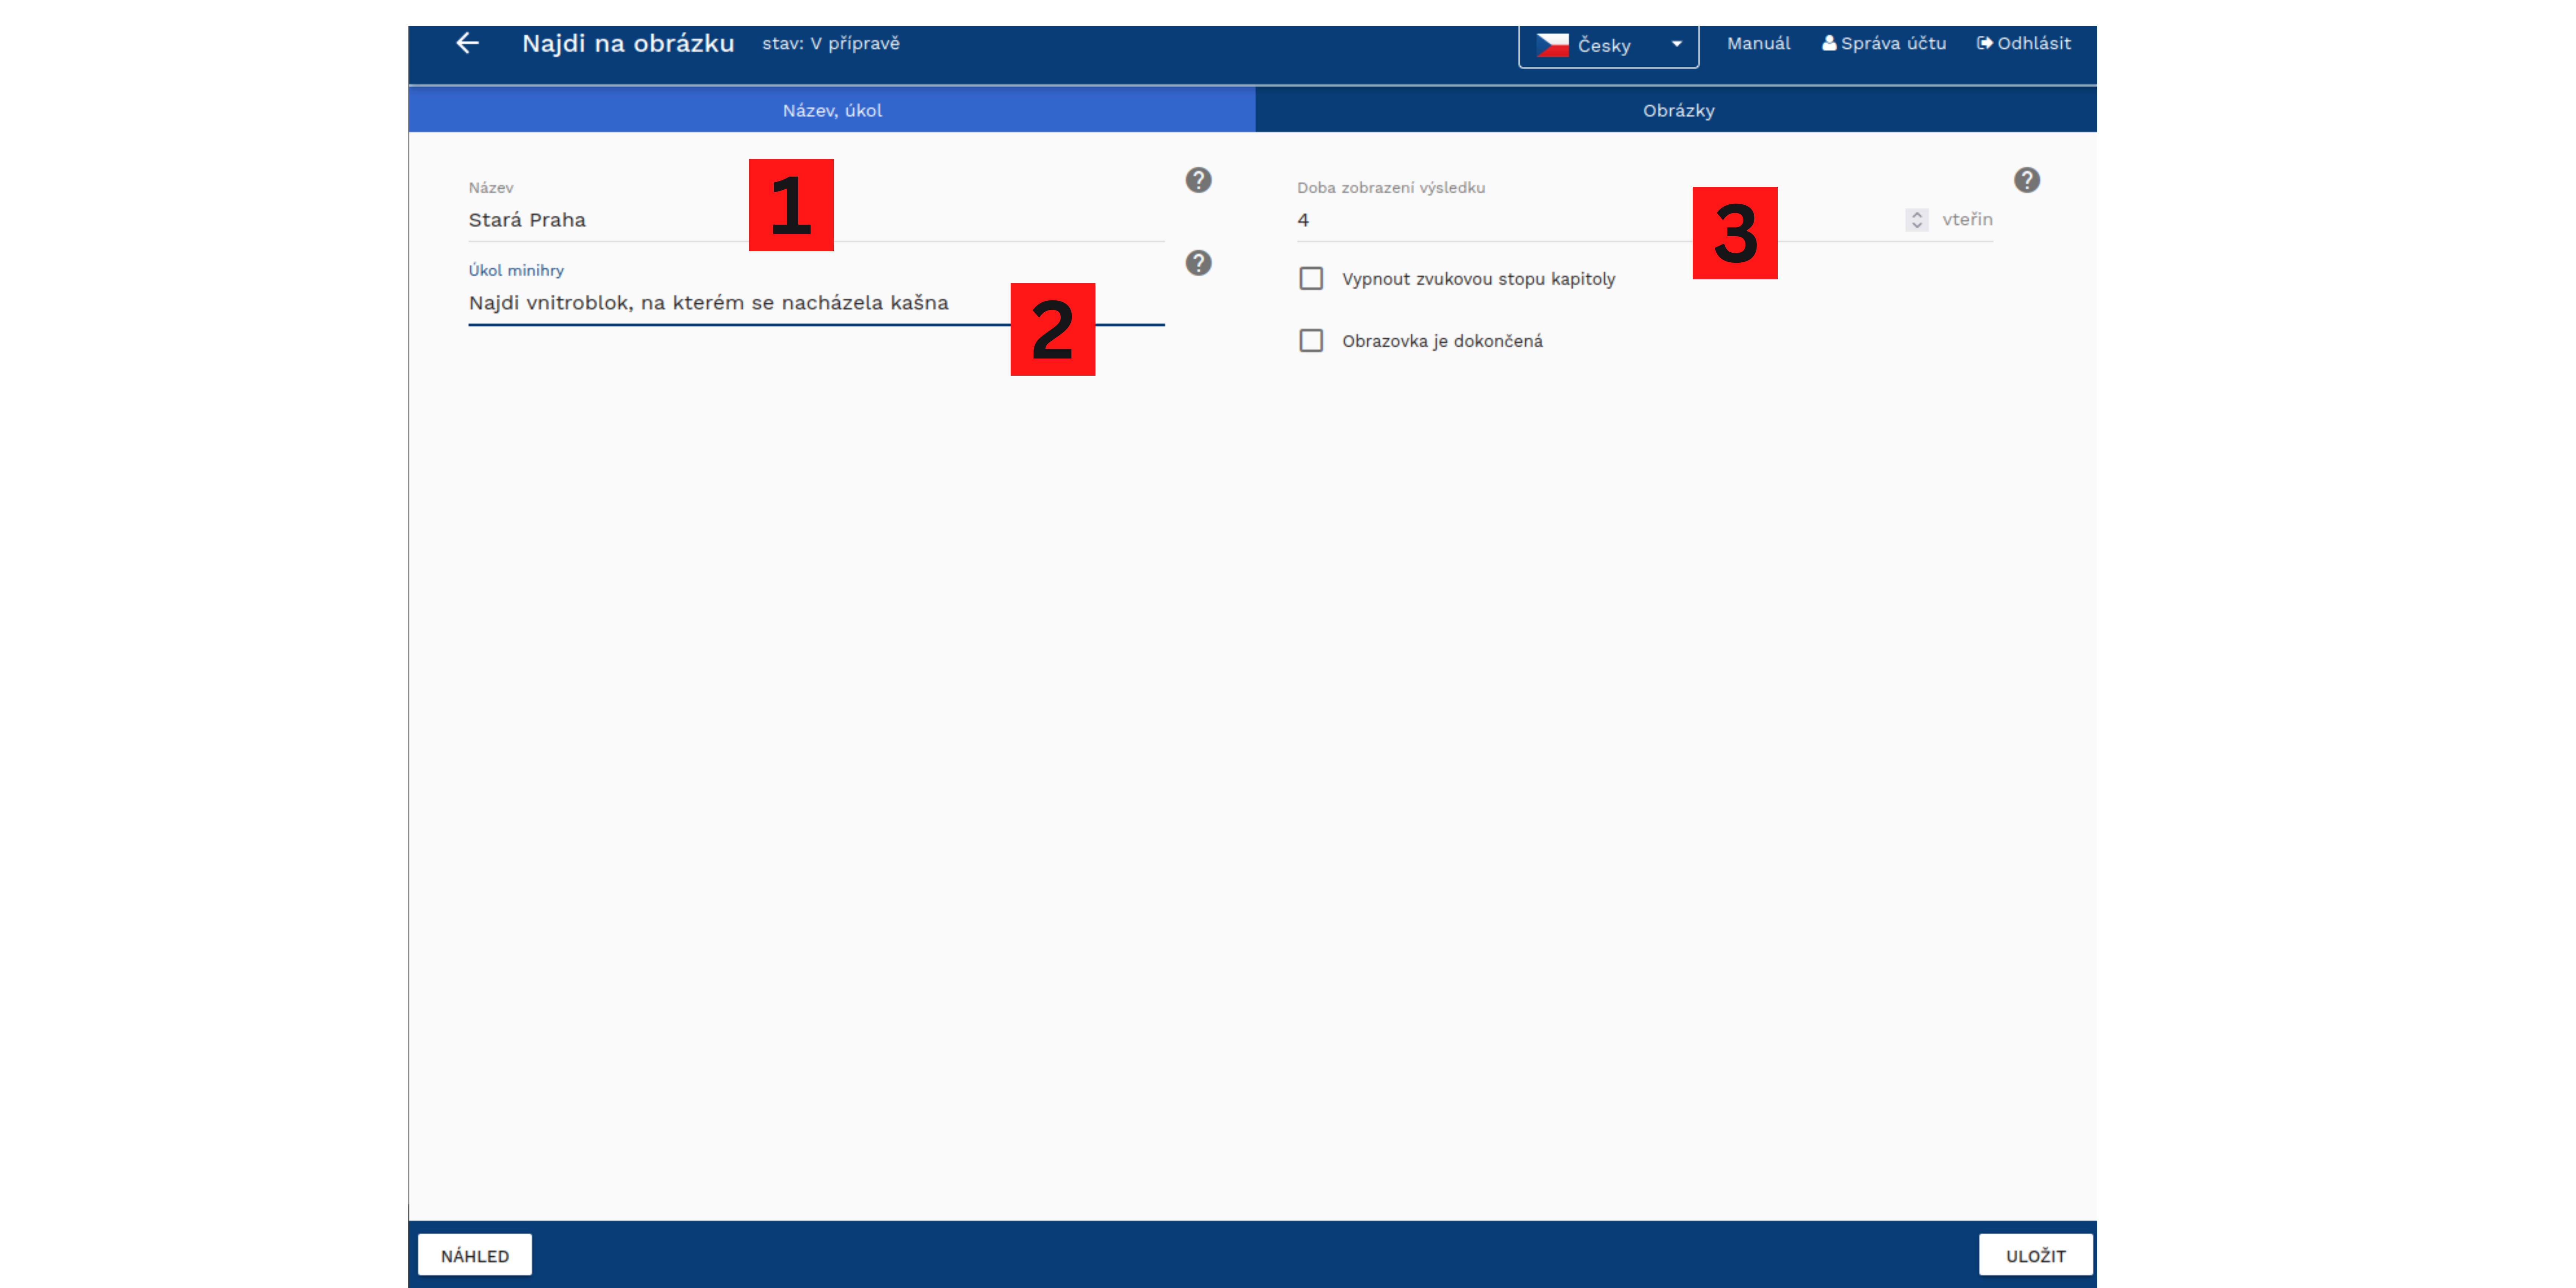 Najdi na obrázku stav: V přípravě Česky Manuál Správa účtu Odhlásit
Název, úkol Obrázky
Název
Stará Praha
1
Úkol minihry
Najdi vnitroblok, na kterém se nacházela kašna
2
Doba zobrazení výsledku
4 vteřin
3
Vypnout zvukovou stopu kapitoly
Obrazovka je dokončená
NÁHLED ULOŽIT